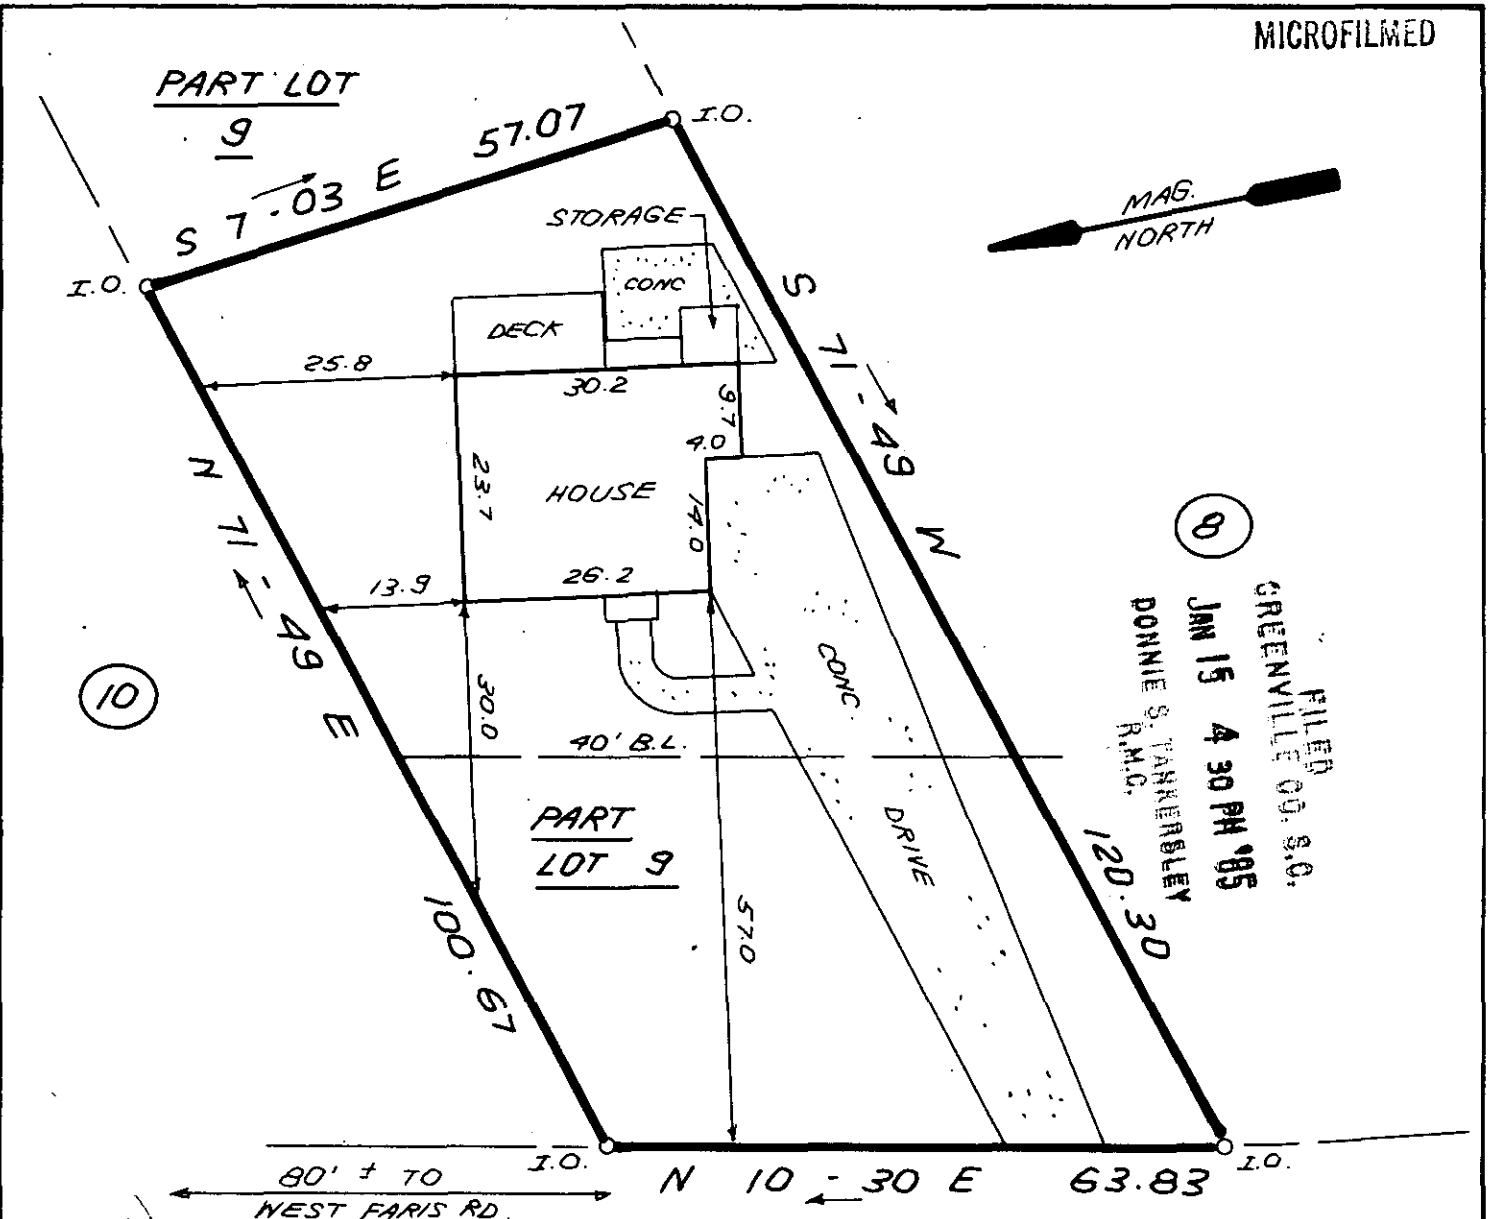 MICROFILMED
PART LOT
9
S 7-03 E 57.07
I.O.
I.O.
MAG.
NORTH
STORAGE
CONC
DECK
25.8
30.2
9.7
4.0
23.7
HOUSE
14.0
13.9
26.2
S 71-49 W
120.30
N 71-49 E
100.67
8
10
FILED
GREENVILLE CO. S.C.
JAN 15 4 30 PM '85
DONNIE S. TANKERSLEY
R.M.C.
CONC.
DRIVE
30.0
40' B.L.
PART
LOT 9
57.0
I.O.
I.O.
N 10-30 E 63.83
80' ± TO
WEST FARIS RD.